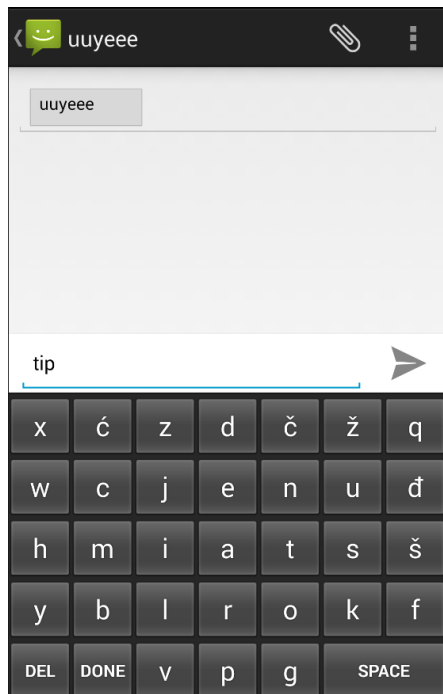 uuyeee
uuyeee
tip
x ć z d č ž q
w c j e n u đ
h m i a t s š
y b l r o k f
DEL DONE v p g SPACE